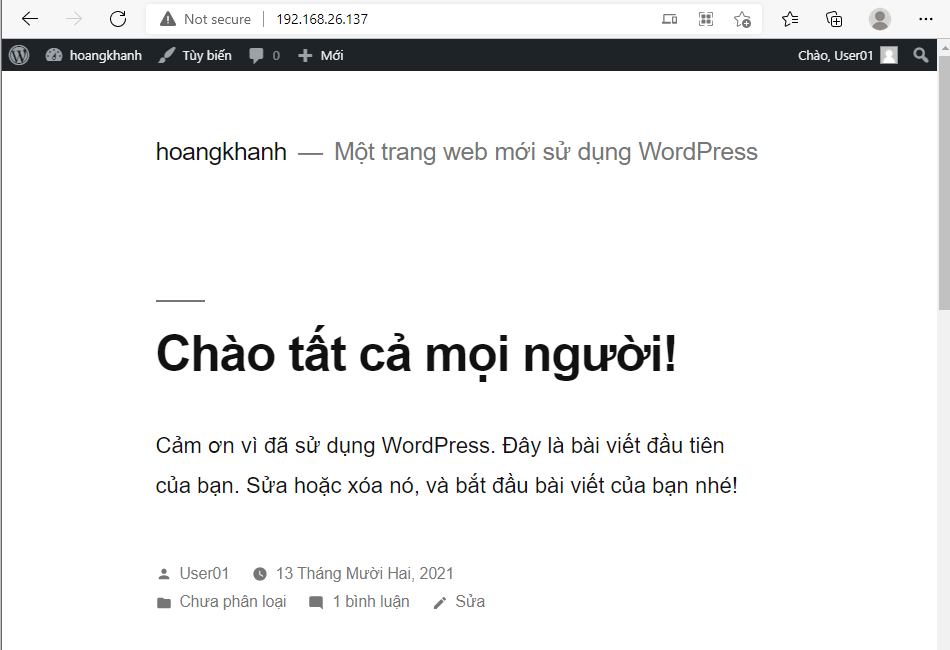 Not secure 192.168.26.137
hoangkhanh Tùy biến 0 Mới Chào, User01
hoangkhanh — Một trang web mới sử dụng WordPress
Chào tất cả mọi người!
Cảm ơn vì đã sử dụng WordPress. Đây là bài viết đầu tiên
của bạn. Sửa hoặc xóa nó, và bắt đầu bài viết của bạn nhé!
User01 13 Tháng Mười Hai, 2021
Chưa phân loại 1 bình luận Sửa